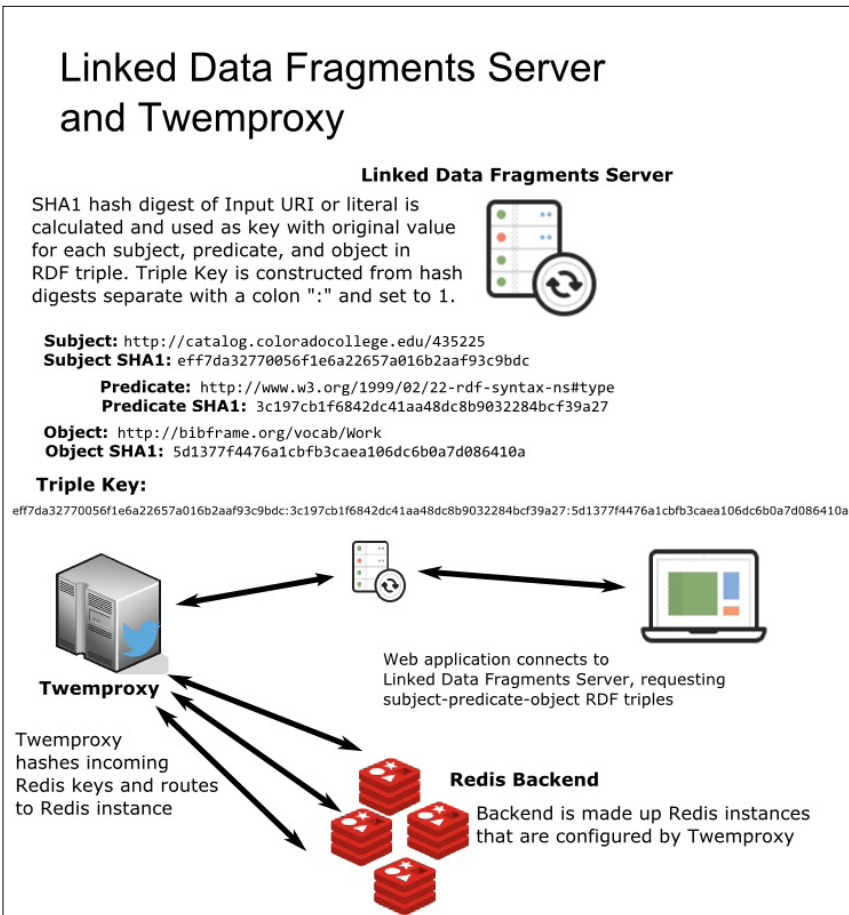 Linked Data Fragments Server
and Twemproxy
Linked Data Fragments Server
SHA1 hash digest of Input URI or literal is
calculated and used as key with original value
for each subject, predicate, and object in
RDF triple. Triple Key is constructed from hash
digests separate with a colon ":" and set to 1.
Subject: http://catalog.coloradocollege.edu/435225
Subject SHA1: eff7da32770056f1e6a22657a016b2aaf93c9bdc
Predicate: http://www.w3.org/1999/02/22-rdf-syntax-ns#type
Predicate SHA1: 3c197cb1f6842dc41aa48dc8b9032284bcf39a27
Object: http://bibframe.org/vocab/Work
Object SHA1: 5d1377f4476a1cbfb3caea106dc6b0a7d086410a
Triple Key:
eff7da32770056f1e6a22657a016b2aaf93c9bdc:3c197cb1f6842dc41aa48dc8b9032284bcf39a27:5d1377f4476a1cbfb3caea106dc6b0a7d086410a
Web application connects to
Linked Data Fragments Server, requesting
subject-predicate-object RDF triples
Twemproxy
Twemproxy
hashes incoming
Redis keys and routes
to Redis instance
Redis Backend
Backend is made up Redis instances
that are configured by Twemproxy